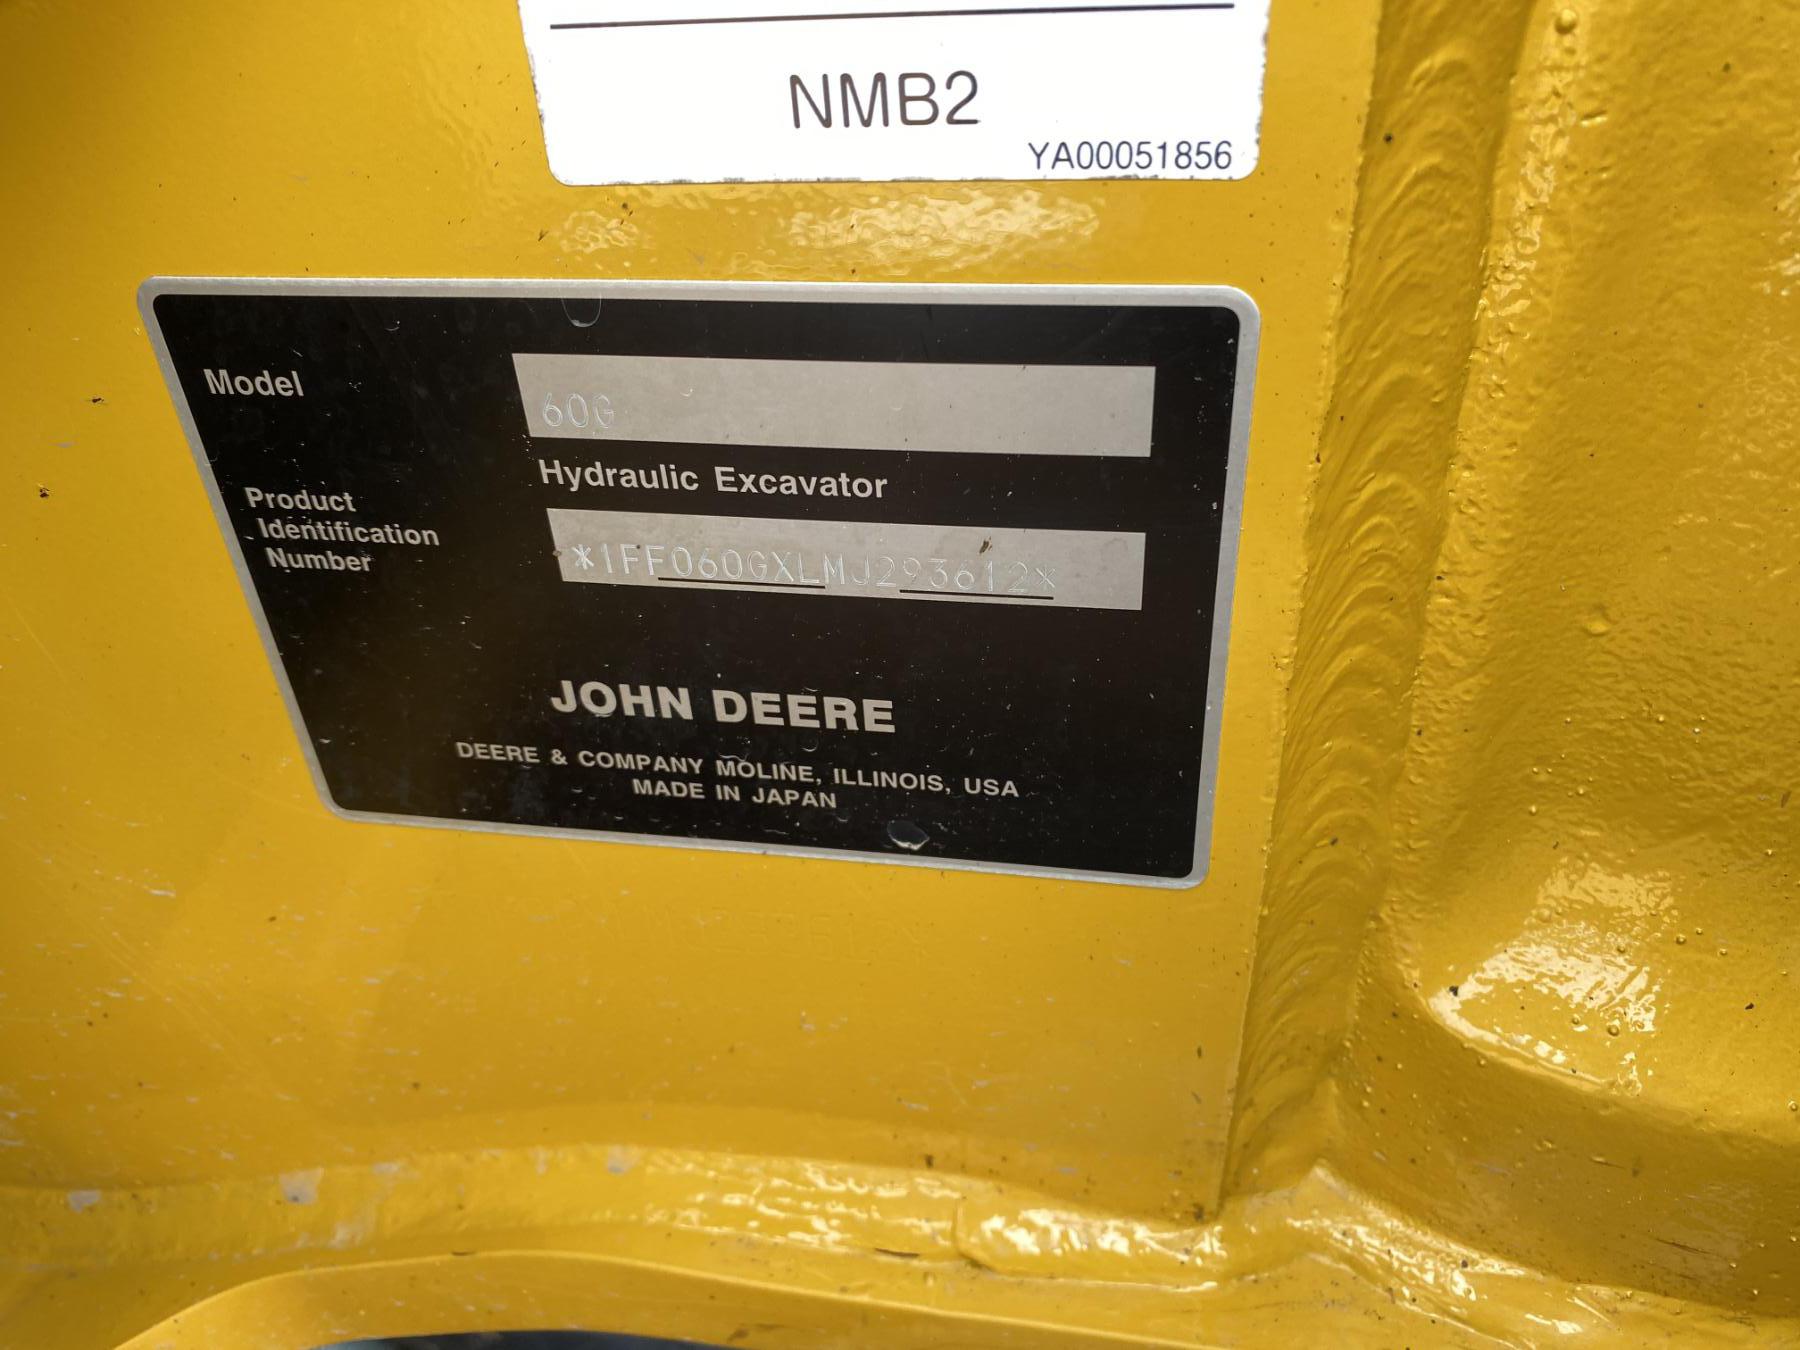 NMB2
YA00051856
Model
60G
Hydraulic Excavator
Product
Identification
Number
*1FF060GXLMJ293612*
JOHN DEERE
DEERE & COMPANY MOLINE, ILLINOIS, USA
MADE IN JAPAN